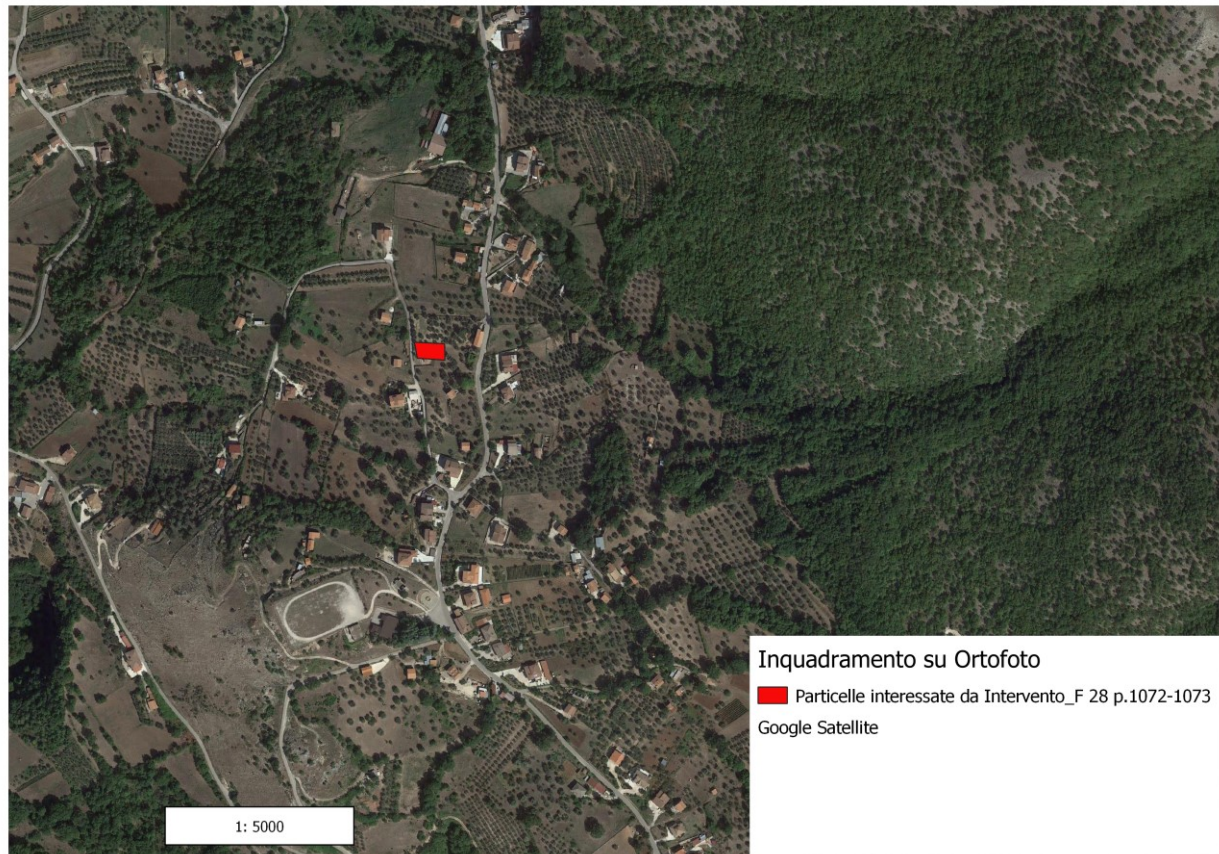 Inquadramento su Ortofoto
Particelle interessate da Intervento_F 28 p.1072-1073
Google Satellite
1: 5000